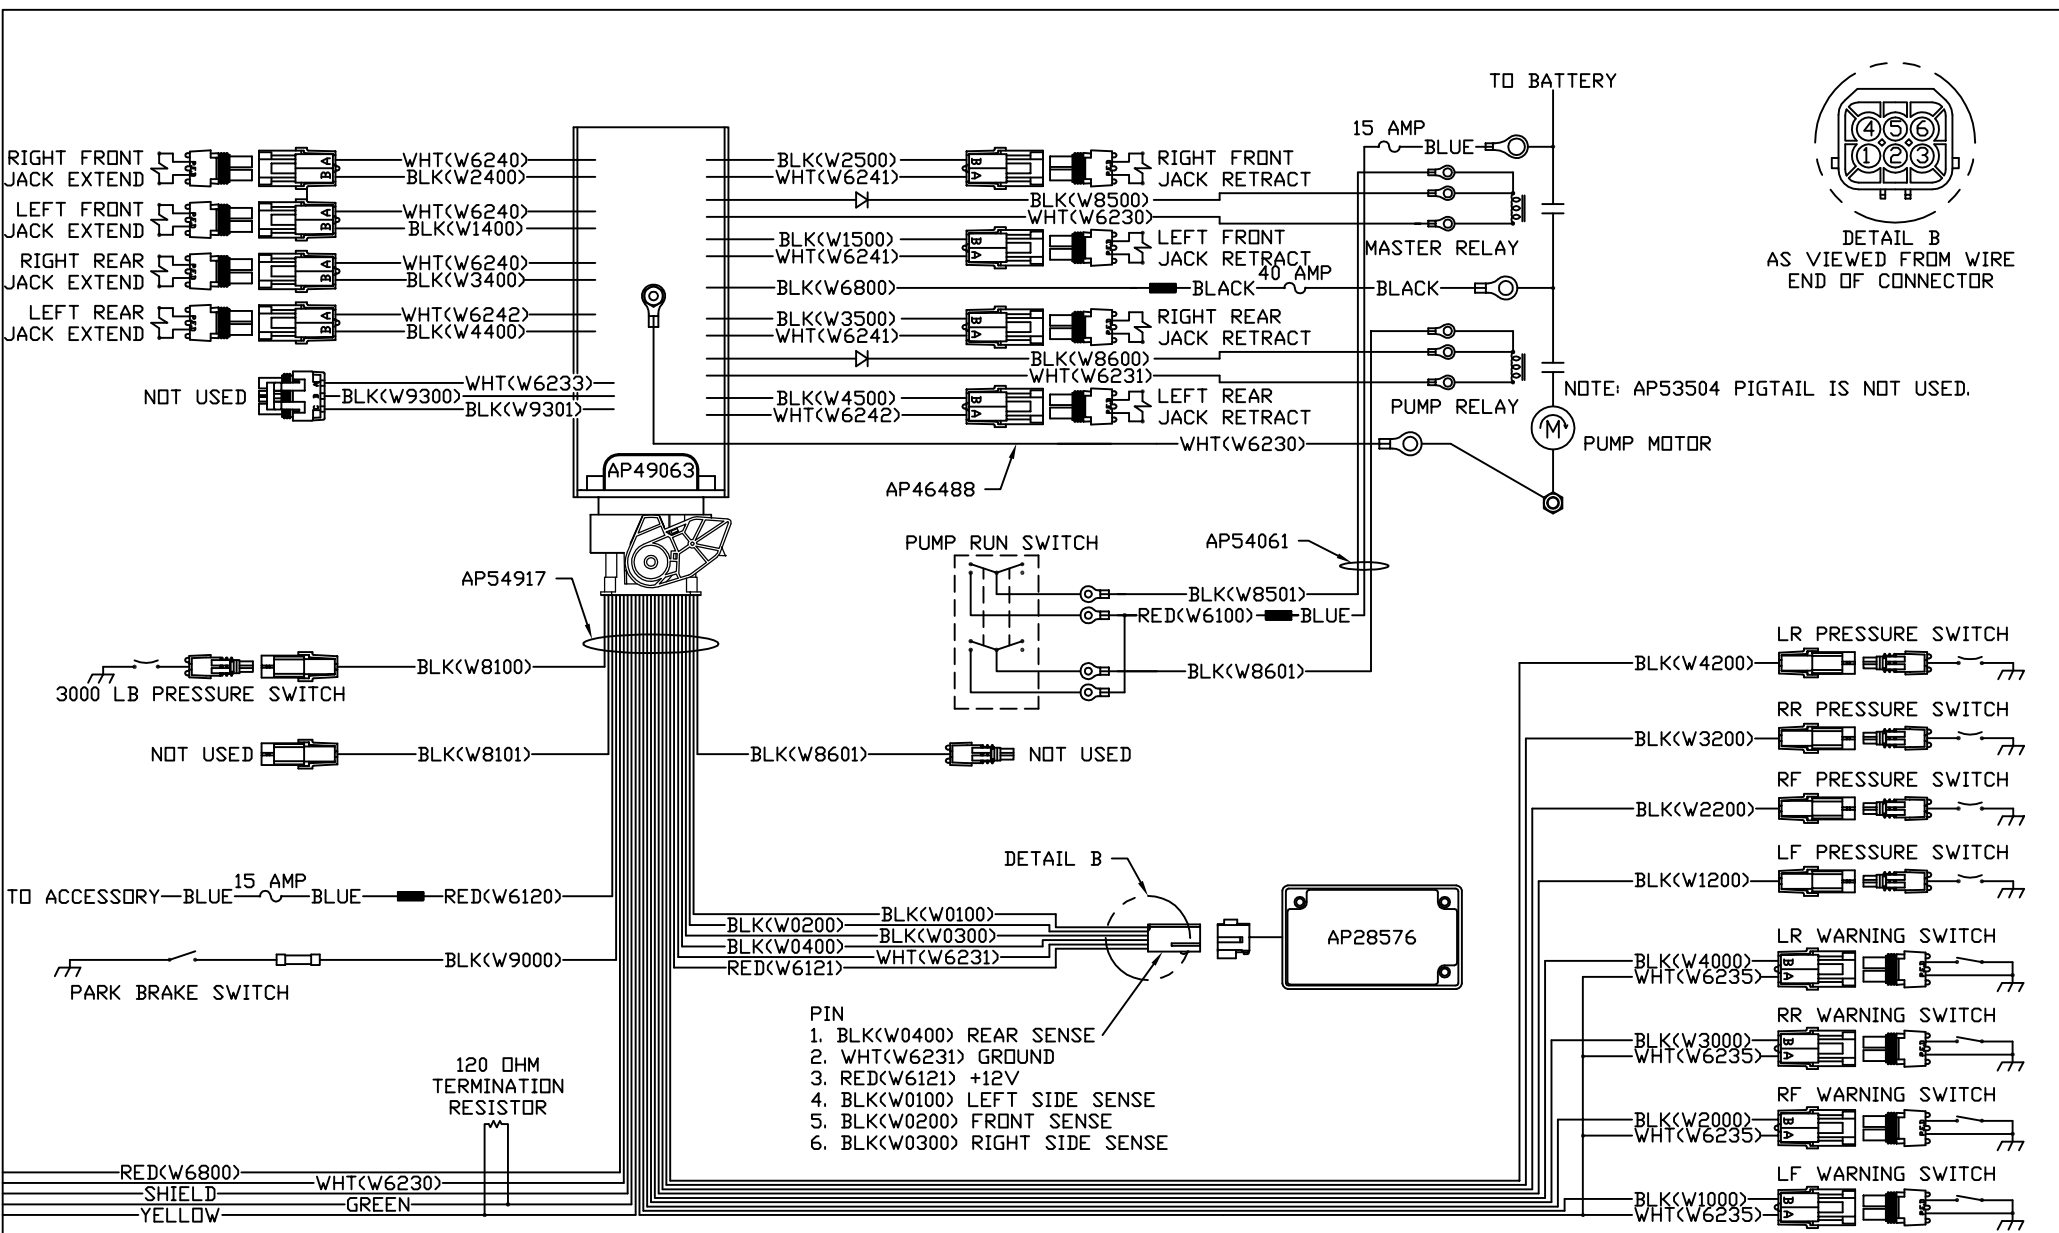 TO BATTERY
15 AMP
BLUE
4 5 6
1 2 3
DETAIL B
AS VIEWED FROM WIRE
END OF CONNECTOR
RIGHT FRONT
JACK EXTEND
A
B
WHT(W6240)
BLK(W2400)
LEFT FRONT
JACK EXTEND
A
B
WHT(W6240)
BLK(W1400)
RIGHT REAR
JACK EXTEND
A
B
WHT(W6240)
BLK(W3400)
LEFT REAR
JACK EXTEND
A
B
WHT(W6242)
BLK(W4400)
NOT USED
WHT(W6233)
BLK(W9300)
BLK(W9301)
BLK(W2500)
WHT(W6241)
B
A
RIGHT FRONT
JACK RETRACT
BLK(W8500)
WHT(W6230)
MASTER RELAY
BLK(W1500)
WHT(W6241)
B
A
LEFT FRONT
JACK RETRACT
BLK(W6800)
BLACK
40 AMP
BLACK
BLK(W3500)
WHT(W6241)
B
A
RIGHT REAR
JACK RETRACT
BLK(W8600)
WHT(W6231)
PUMP RELAY
NOTE: AP53504 PIGTAIL IS NOT USED.
BLK(W4500)
WHT(W6242)
B
A
LEFT REAR
JACK RETRACT
M
PUMP MOTOR
WHT(W6230)
AP49063
AP46488
PUMP RUN SWITCH
AP54061
AP54917
BLK(W8501)
RED(W6100)
BLUE
BLK(W8601)
BLK(W8100)
3000 LB PRESSURE SWITCH
NOT USED
BLK(W8101)
BLK(W8601)
NOT USED
TO ACCESSORY
BLUE
15 AMP
BLUE
RED(W6120)
BLK(W9000)
PARK BRAKE SWITCH
DETAIL B
BLK(W0100)
BLK(W0200)
BLK(W0300)
BLK(W0400)
WHT(W6231)
RED(W6121)
AP28576
PIN
1. BLK(W0400) REAR SENSE
2. WHT(W6231) GROUND
3. RED(W6121) +12V
4. BLK(W0100) LEFT SIDE SENSE
5. BLK(W0200) FRONT SENSE
6. BLK(W0300) RIGHT SIDE SENSE
120 OHM
TERMINATION
RESISTOR
RED(W6800)
WHT(W6230)
SHIELD
GREEN
YELLOW
LR PRESSURE SWITCH
BLK(W4200)
RR PRESSURE SWITCH
BLK(W3200)
RF PRESSURE SWITCH
BLK(W2200)
LF PRESSURE SWITCH
BLK(W1200)
LR WARNING SWITCH
BLK(W4000)
WHT(W6235)
B
A
RR WARNING SWITCH
BLK(W3000)
WHT(W6235)
B
A
RF WARNING SWITCH
BLK(W2000)
WHT(W6235)
B
A
LF WARNING SWITCH
BLK(W1000)
WHT(W6235)
B
A